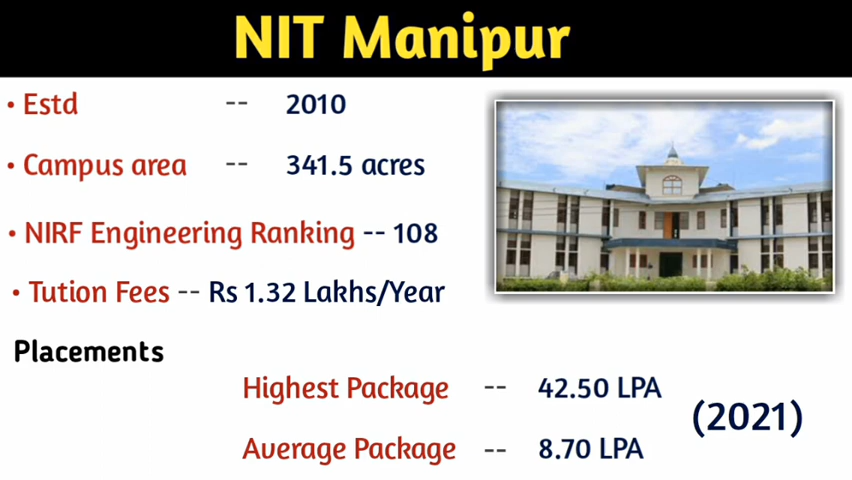 NIT Manipur
• Estd -- 2010
• Campus area -- 341.5 acres
• NIRF Engineering Ranking -- 108
• Tution Fees -- Rs 1.32 Lakhs/Year
Placements
Highest Package -- 42.50 LPA
(2021)
Average Package -- 8.70 LPA